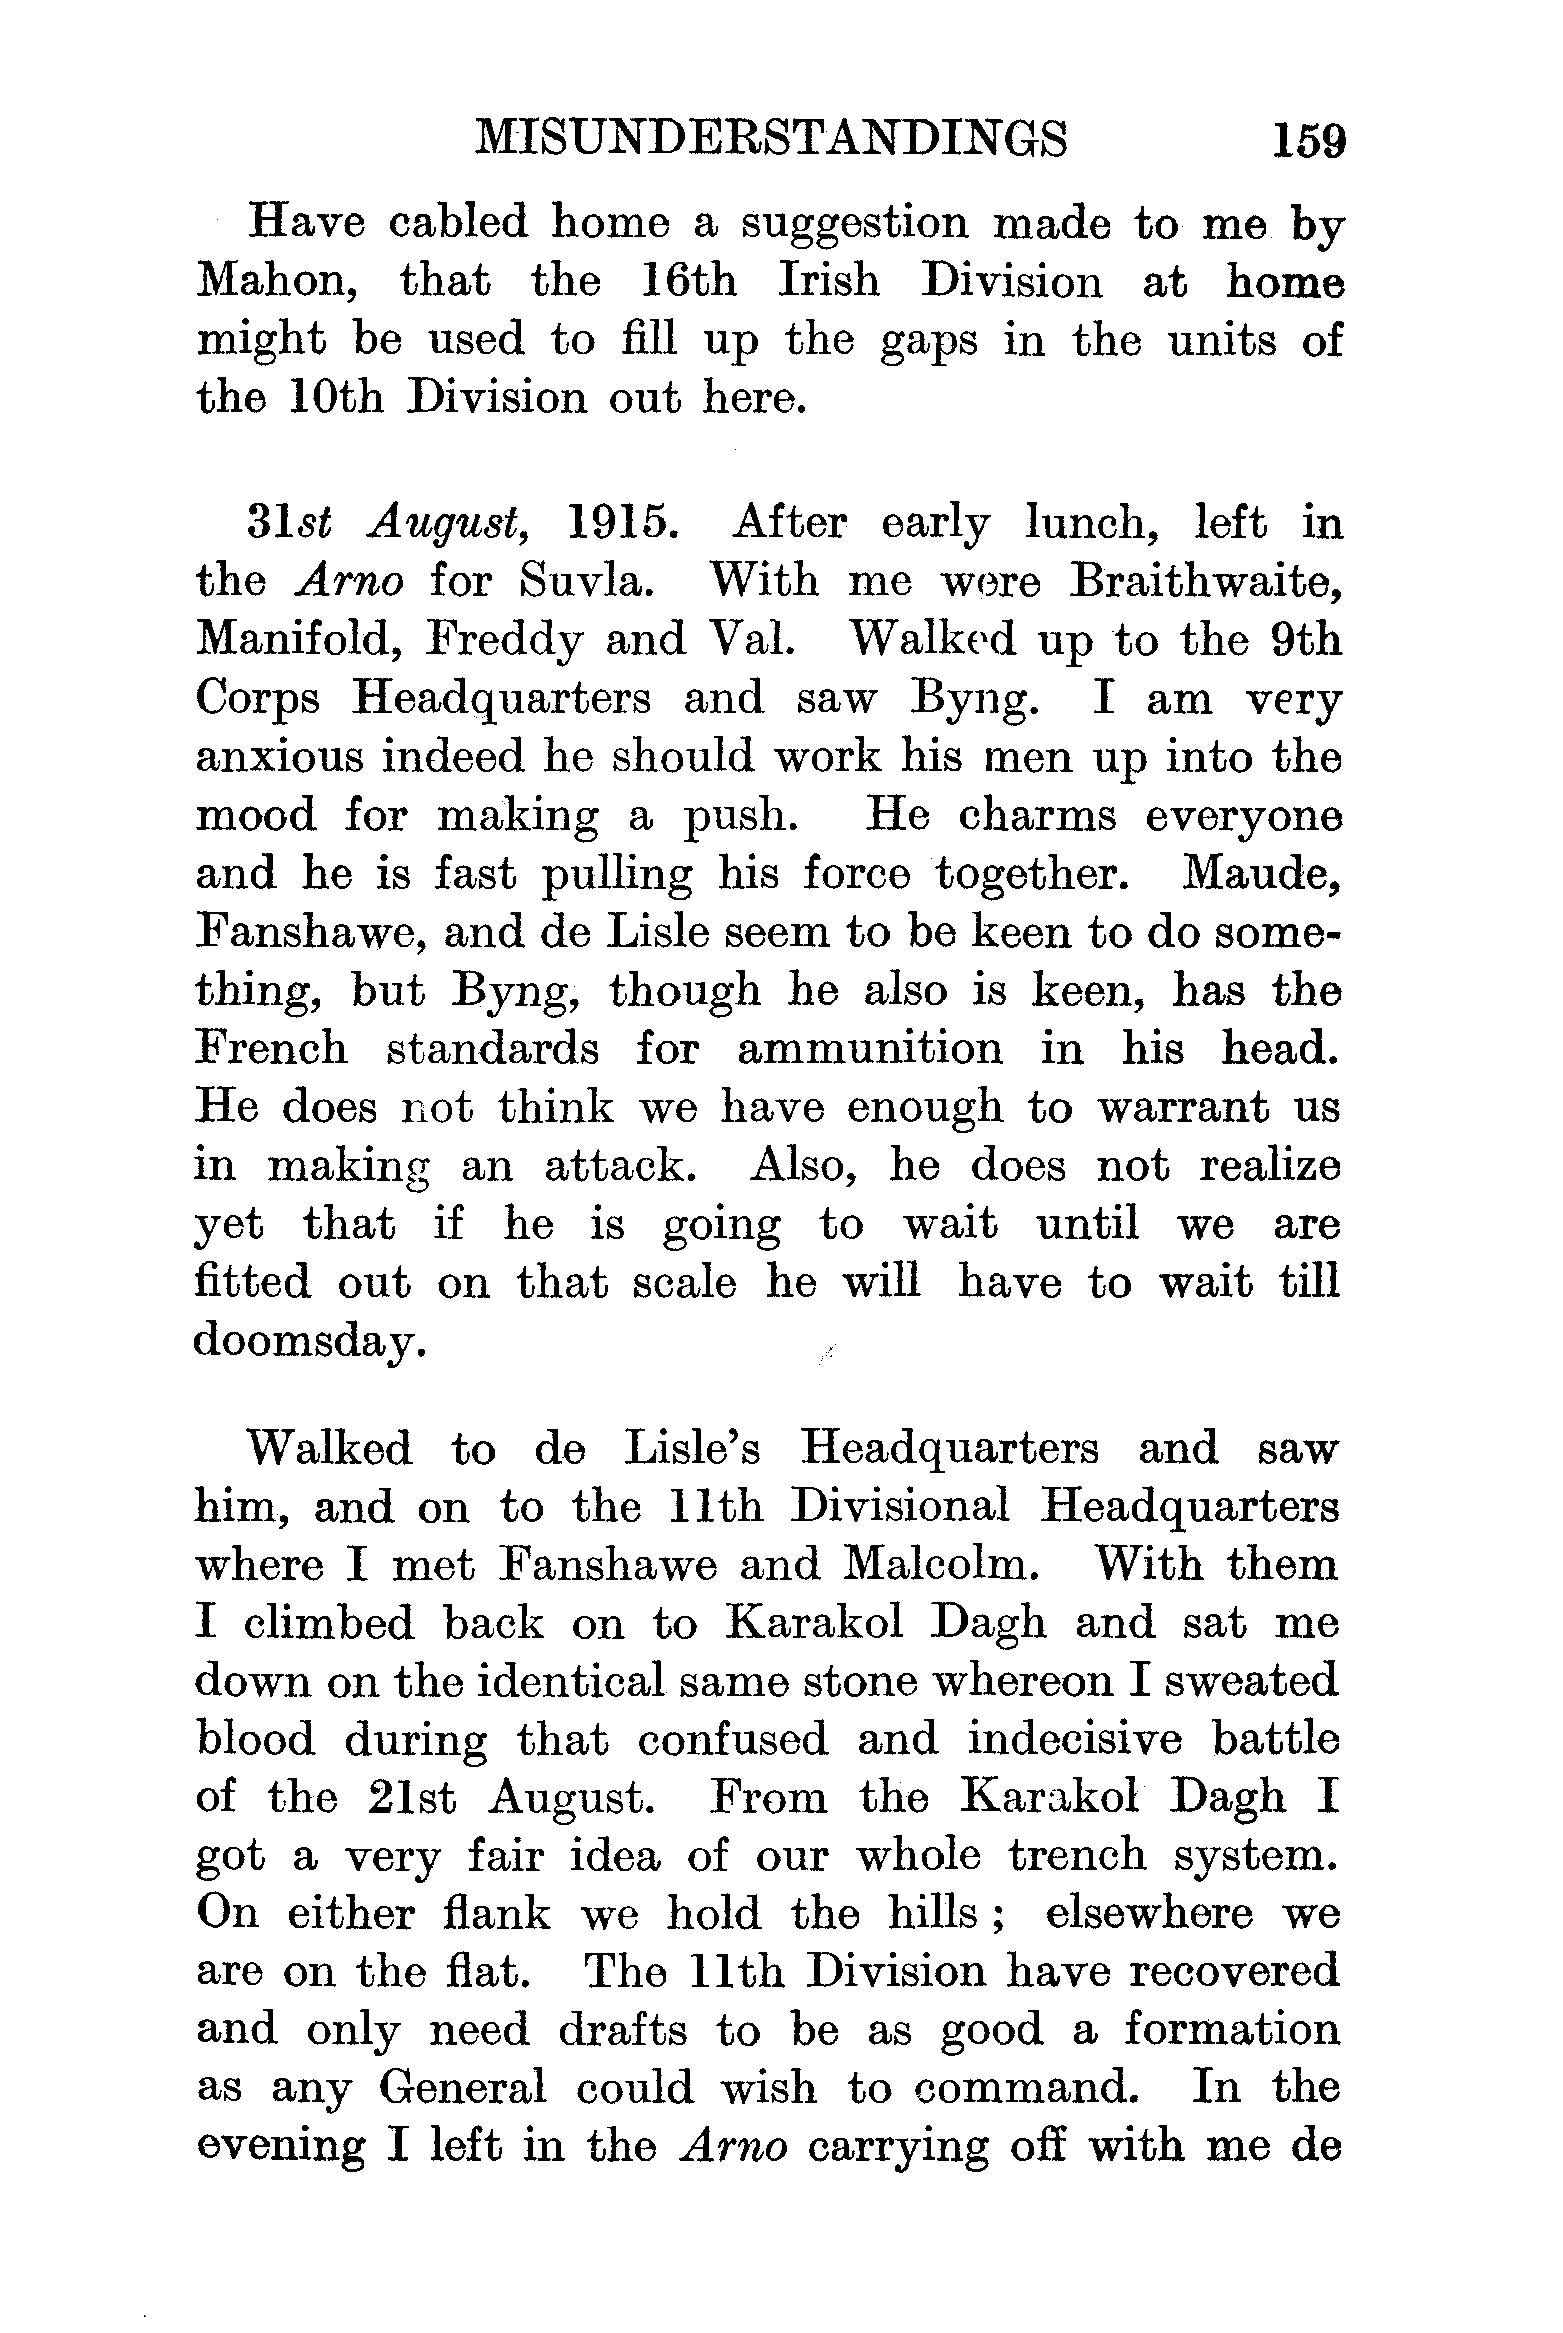 MISUNDERSTANDINGS 159
Have cabled home a suggestion made to me by
Mahon, that the 16th Irish Division at home
might be used to fill up the gaps in the units of
the 10th Division out here.
31st August, 1915. After early lunch, left in
the Arno for Suvla. With me were Braithwaite,
Manifold, Freddy and Val. Walked up to the 9th
Corps Headquarters and saw Byng. I am very
anxious indeed he should work his men up into the
mood for making a push. He charms everyone
and he is fast pulling his force together. Maude,
Fanshawe, and de Lisle seem to be keen to do some-
thing, but Byng, though he also is keen, has the
French standards for ammunition in his head.
He does not think we have enough to warrant us
in making an attack. Also, he does not realize
yet that if he is going to wait until we are
fitted out on that scale he will have to wait till
doomsday.
Walked to de Lisle's Headquarters and saw
him, and on to the 11th Divisional Headquarters
where I met Fanshawe and Malcolm. With them
I climbed back on to Karakol Dagh and sat me
down on the identical same stone whereon I sweated
blood during that confused and indecisive battle
of the 21st August. From the Karakol Dagh I
got a very fair idea of our whole trench system.
On either flank we hold the hills ; elsewhere we
are on the flat. The 11th Division have recovered
and only need drafts to be as good a formation
as any General could wish to command. In the
evening I left in the Arno carrying off with me de